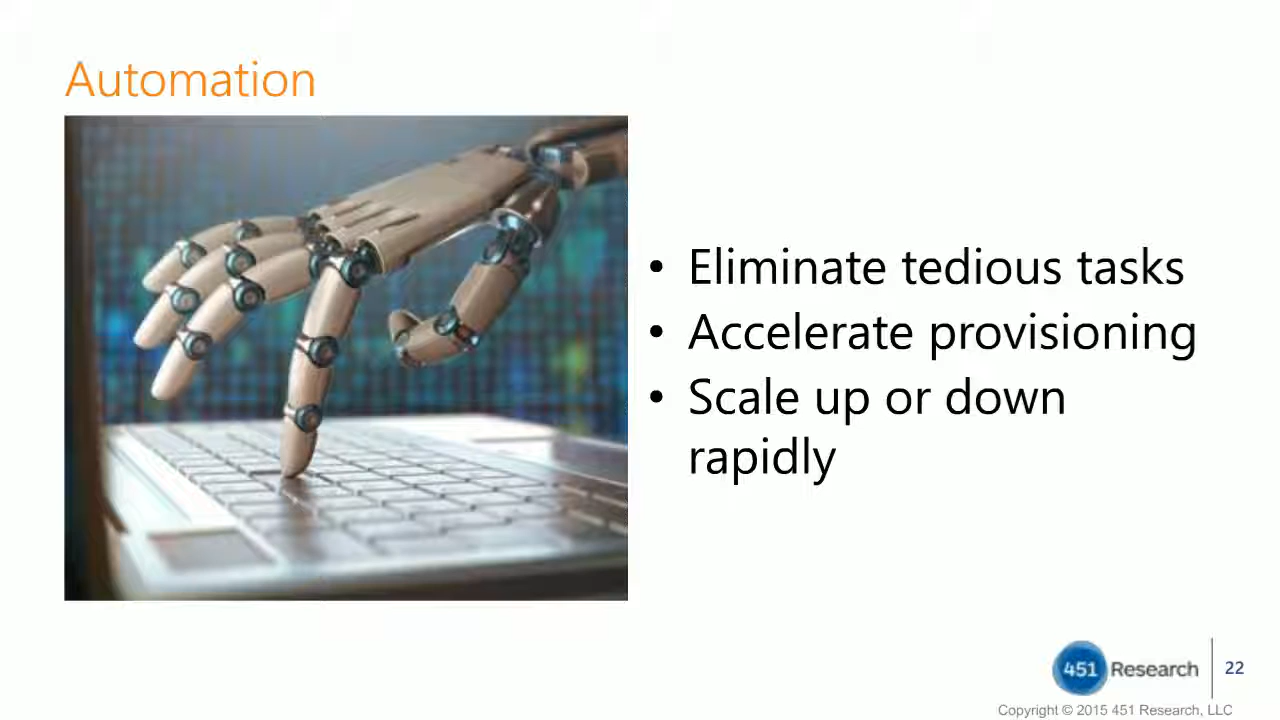 Automation
• Eliminate tedious tasks
• Accelerate provisioning
• Scale up or down
rapidly
451 Research
22
Copyright © 2015 451 Research, LLC